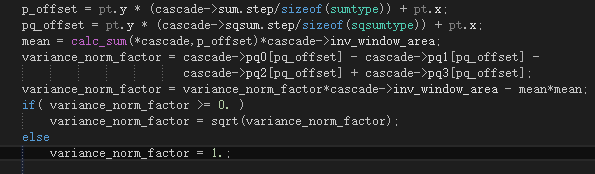 p_offset = pt.y * (cascade->sum.step/sizeof(sumtype)) + pt.x;
pq_offset = pt.y * (cascade->sqsum.step/sizeof(sqsumtype)) + pt.x;
mean = calc_sum(*cascade,p_offset)*cascade->inv_window_area;
variance_norm_factor = cascade->pq0[pq_offset] - cascade->pq1[pq_offset] -
cascade->pq2[pq_offset] + cascade->pq3[pq_offset];
variance_norm_factor = variance_norm_factor*cascade->inv_window_area - mean*mean;
if( variance_norm_factor >= 0. )
variance_norm_factor = sqrt(variance_norm_factor);
else
variance_norm_factor = 1.;